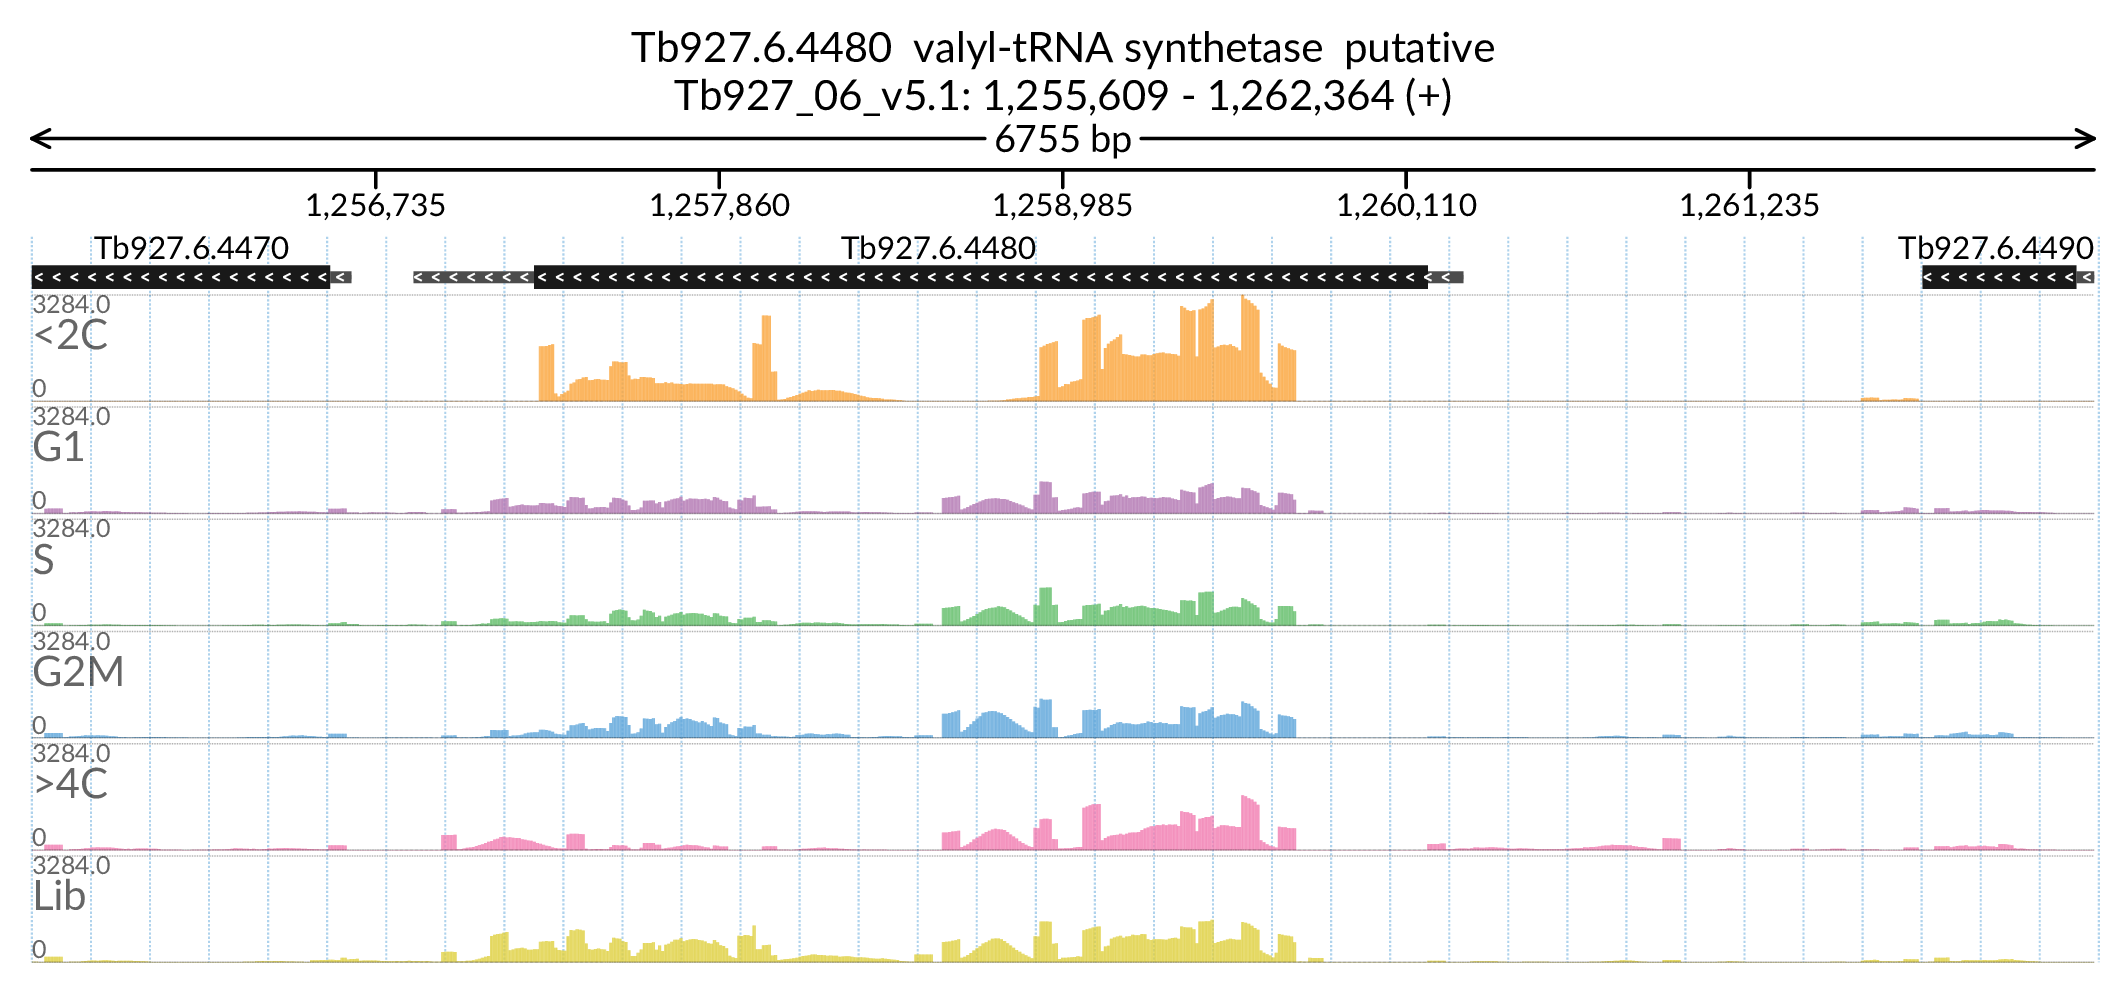 Tb927.6.4480 valyl-tRNA synthetase putative
Tb927_06_v5.1: 1,255,609 - 1,262,364 (+)
6755 bp
1,256,735 1,257,860 1,258,985 1,260,110 1,261,235
Tb927.6.4470 Tb927.6.4480 Tb927.6.4490
3284.0
<2C
0
3284.0
G1
0
3284.0
S
0
3284.0
G2M
0
3284.0
>4C
0
3284.0
Lib
0